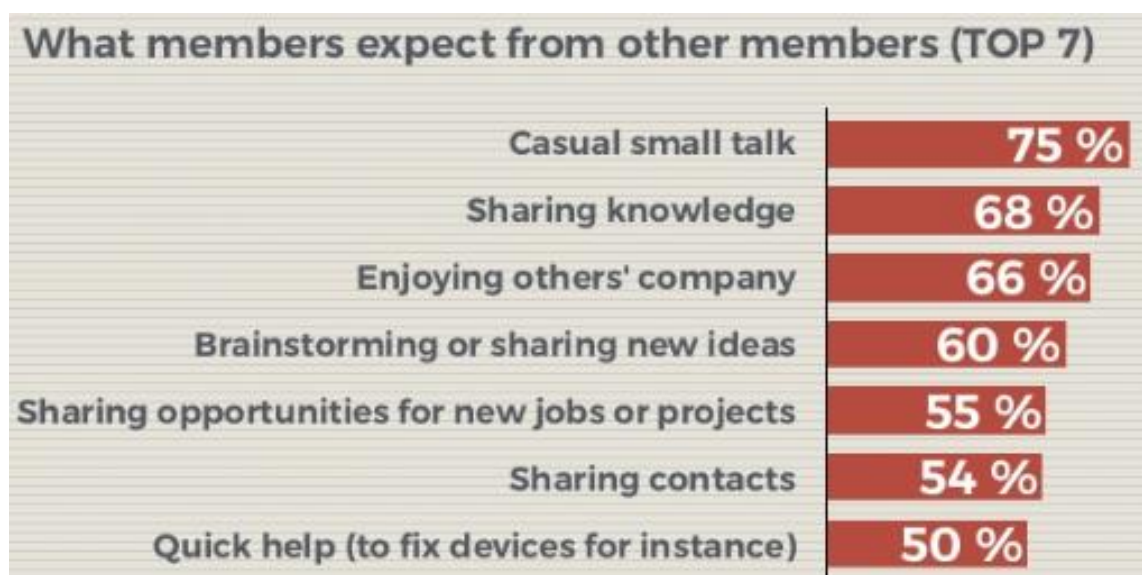 What members expect from other members (TOP 7)
Casual small talk 75 %
Sharing knowledge 68 %
Enjoying others' company 66 %
Brainstorming or sharing new ideas 60 %
Sharing opportunities for new jobs or projects 55 %
Sharing contacts 54 %
Quick help (to fix devices for instance) 50 %